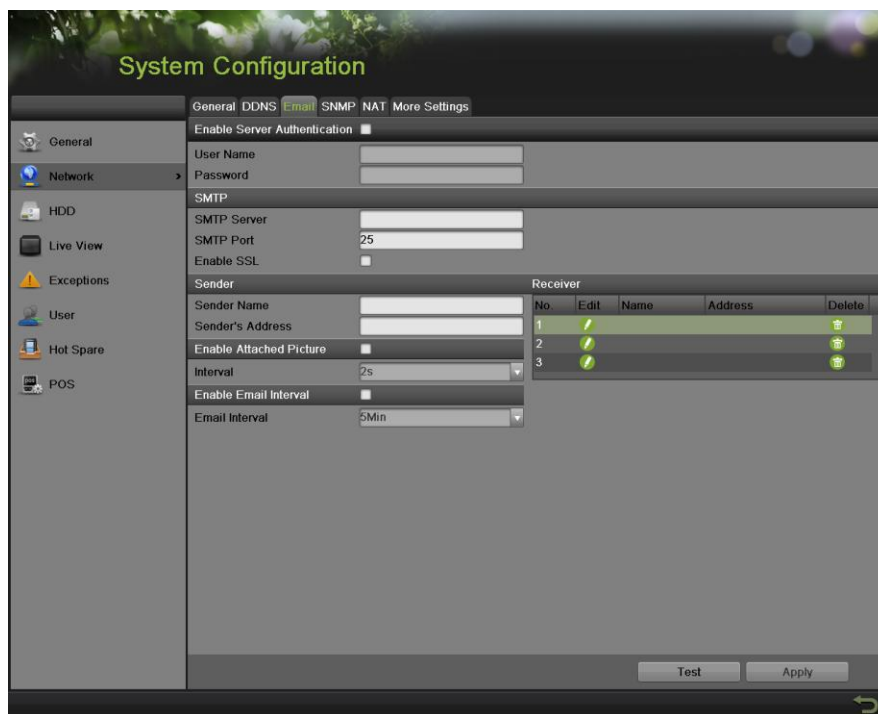 System Configuration
General DDNS Email SNMP NAT More Settings
General
Network
HDD
Live View
Exceptions
User
Hot Spare
POS
Enable Server Authentication
User Name
Password
SMTP
SMTP Server
SMTP Port 25
Enable SSL
Sender
Sender Name
Sender's Address
Enable Attached Picture
Interval 2s
Enable Email Interval
Email Interval 5Min
Receiver
No. Edit Name Address Delete
1
2
3
Test Apply